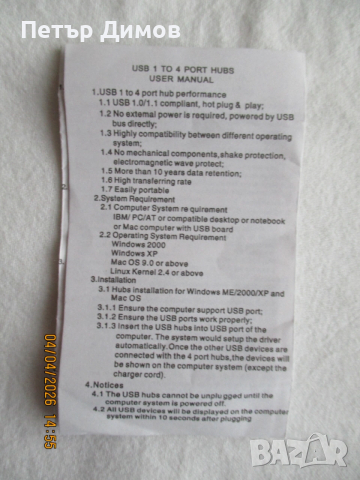 Петър Димов
USB 1 TO 4 PORT HUBS
USER MANUAL
1.USB 1 to 4 port hub performance
1.1 USB 1.0/1.1 compliant, hot plug & play;
1.2 No external power is required, powered by USB
bus directly;
1.3 Highly compatibility between different operating
system;
1.4 No mechanical components,shake protection,
electromagnetic wave protect;
1.5 More than 10 years data retention;
1.6 High transferring rate
1.7 Easily portable
2.System Requirement
2.1 Computer System requirement
IBM/ PC/AT or compatible desktop or notebook
or Mac computer with USB board
2.2 Operating System Requirement
Windows 2000
Windows XP
Mac OS 9.0 or above
Linux Kernel 2.4 or above
3.Installation
3.1 Hubs installation for Windows ME/2000/XP and
Mac OS
3.1.1 Ensure the computer support USB port;
3.1.2 Ensure the USB ports work properly;
3.1.3 Insert the USB hubs into USB port of the
computer. The system would setup the driver
automatically.Once the other USB devices are
connected with the 4 port hubs,the devices will
be shown on the computer system (except the
charger cord).
4.Notices
4.1 The USB hubs cannot be unplugged until the
computer system is powered off.
4.2 All USB devices will be displayed on the computer
system within 10 seconds after plugging
04/04/2026 14:55
BAZAR